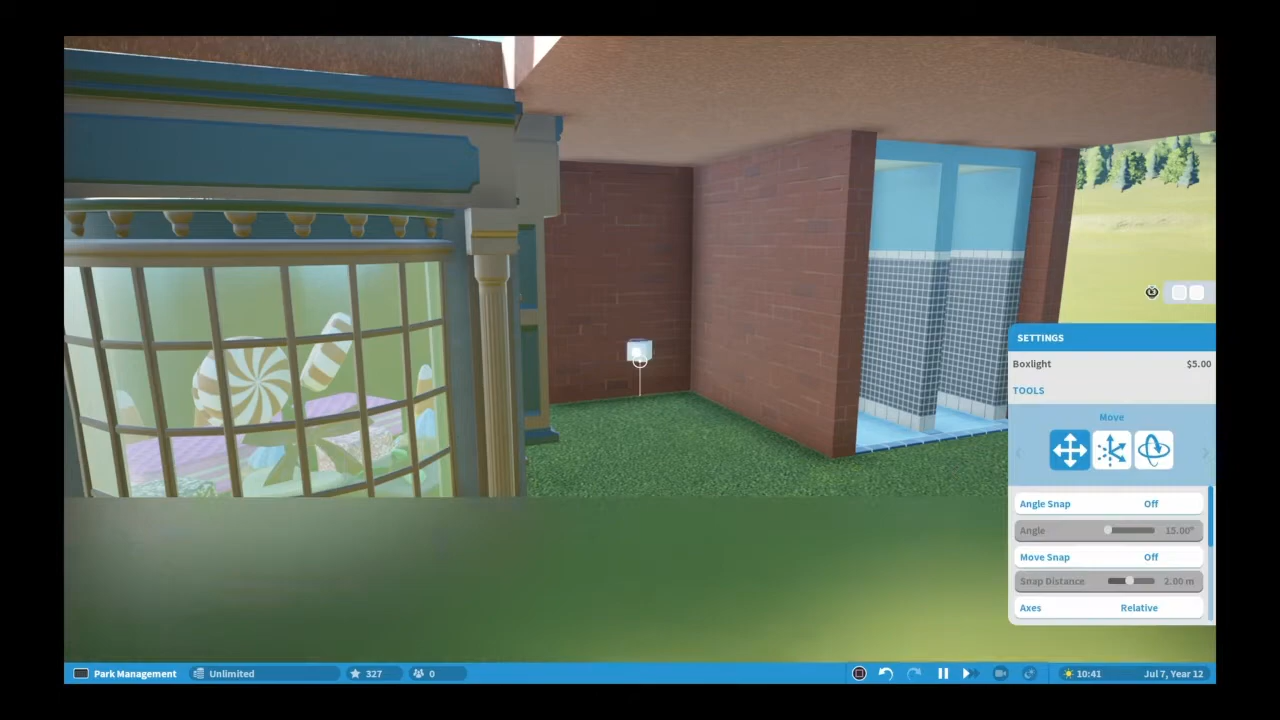 SETTINGS
Boxlight $5.00
TOOLS
Move
Angle Snap Off
Angle 15.00°
Move Snap Off
Snap Distance 2.00 m
Axes Relative
Park Management Unlimited 327 0 10:41 Jul 7, Year 12